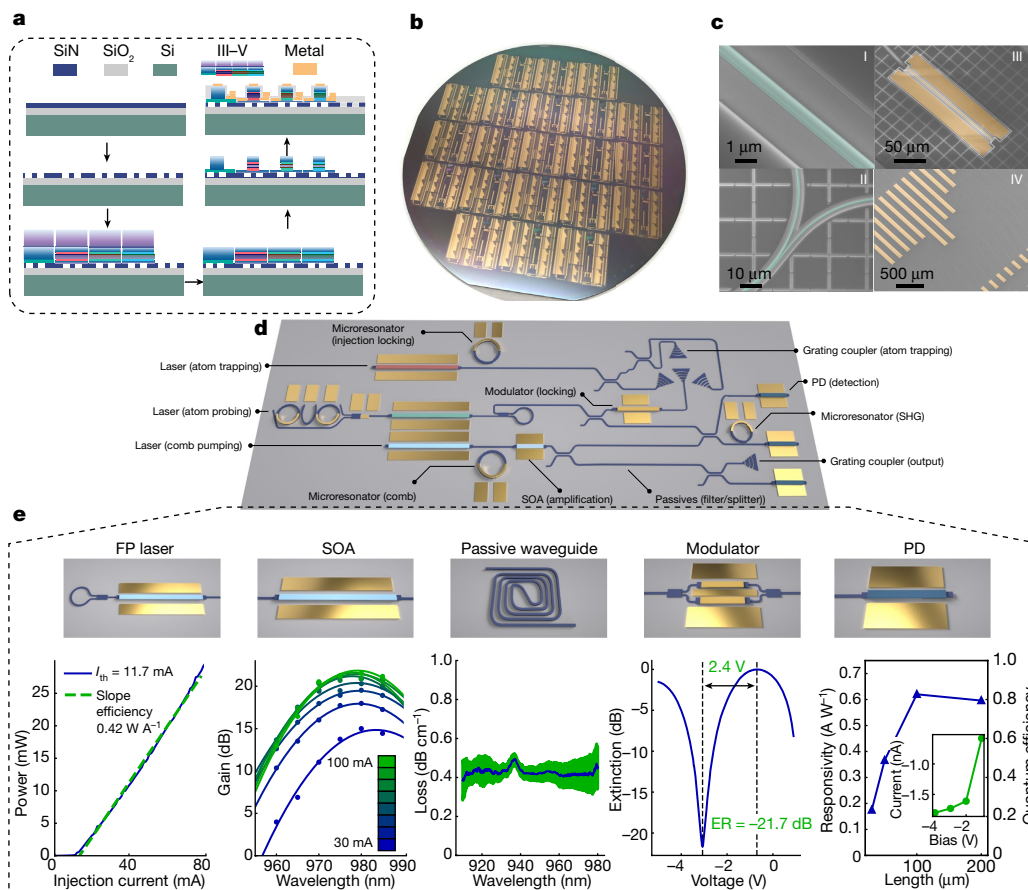 a
SiN SiO2 Si III–V Metal
b
c
I
1 μm
III
50 μm
II
10 μm
IV
500 μm
d
Microresonator
(injection locking)
Laser (atom trapping)
Grating coupler (atom trapping)
Modulator (locking)
PD (detection)
Laser (atom probing)
Microresonator (SHG)
Laser (comb pumping)
Grating coupler (output)
Microresonator (comb)
SOA (amplification)
Passives (filter/splitter))
e
FP laser
SOA
Passive waveguide
Modulator
PD
Power (mW)
25
20
15
10
5
0
Ith = 11.7 mA
Slope
efficiency
0.42 W A−1
0 40 80
Injection current (mA)
Gain (dB)
20
15
10
5
0
100 mA
30 mA
960 970 980 990
Wavelength (nm)
Loss (dB cm−1)
1.0
0.8
0.6
0.4
0.2
0
920 940 960 980
Wavelength (nm)
Extinction (dB)
0
−5
−10
−15
−20
2.4 V
ER = −21.7 dB
−4 −2 0
Voltage (V)
Responsivity (A W−1)
0.7
0.6
0.5
0.4
0.3
0.2
0.1
0
Current (mA)
−1.0
−1.5
−4 −2
Bias (V)
100 200
Length (μm)
1.0
0.8
0.6
0.4
0.2
0
efficiency